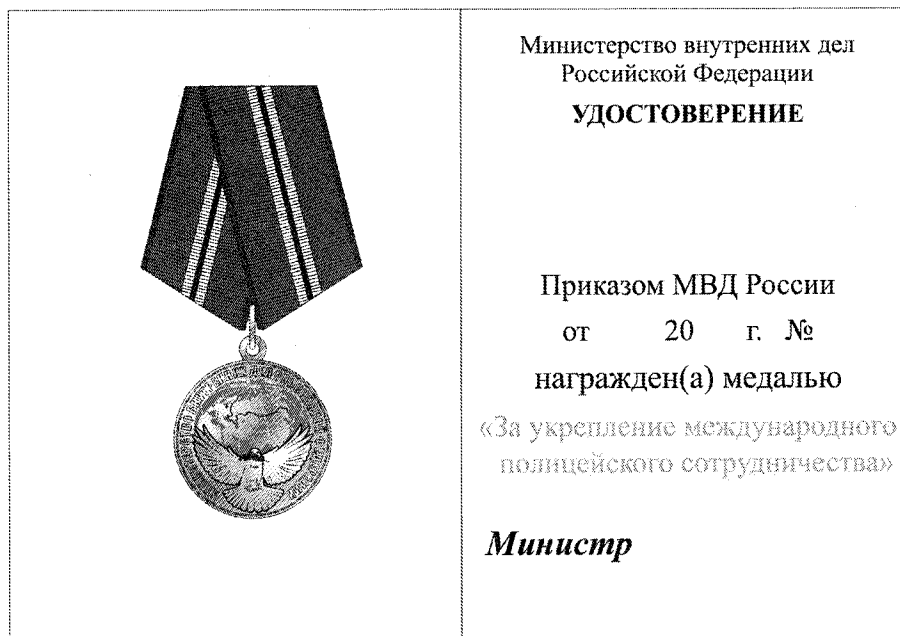 Министерство внутренних дел
Российской Федерации
УДОСТОВЕРЕНИЕ
Приказом МВД России
от 20 г. №
награжден(а) медалью
«За укрепление международного
полицейского сотрудничества»
Министр